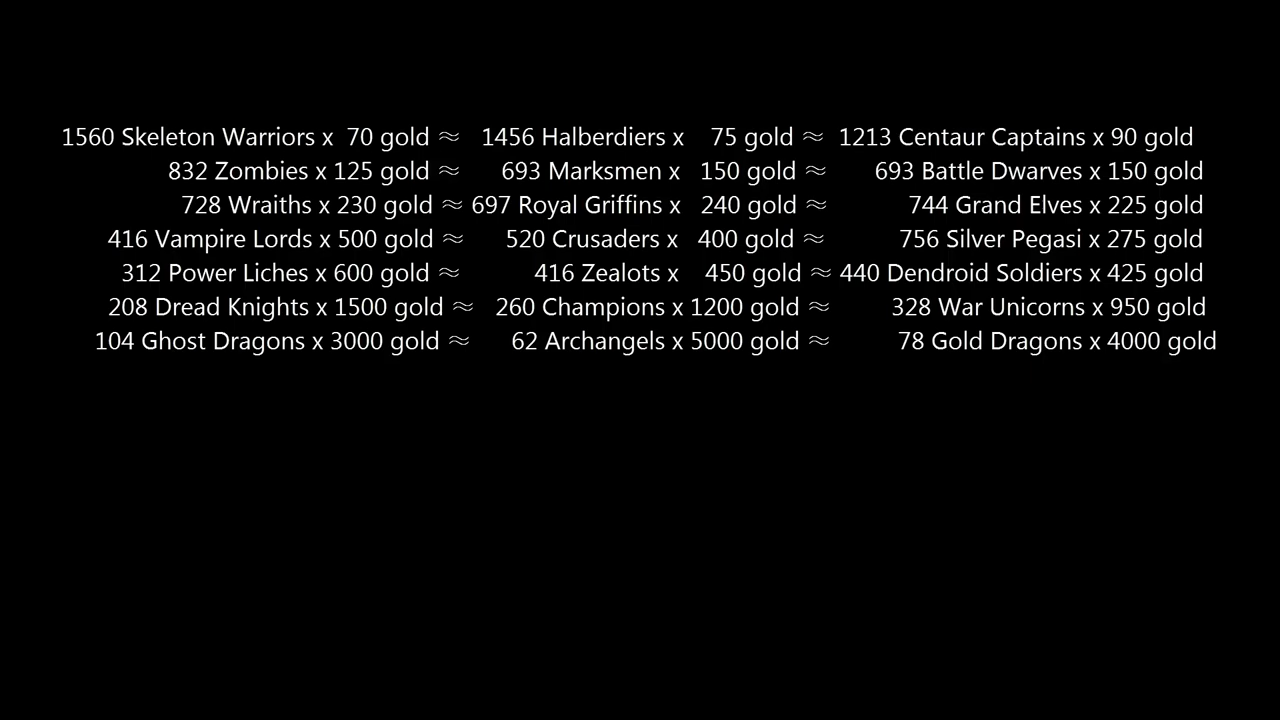 1560 Skeleton Warriors x 70 gold ≈ 1456 Halberdiers x 75 gold ≈ 1213 Centaur Captains x 90 gold
832 Zombies x 125 gold ≈ 693 Marksmen x 150 gold ≈ 693 Battle Dwarves x 150 gold
728 Wraiths x 230 gold ≈ 697 Royal Griffins x 240 gold ≈ 744 Grand Elves x 225 gold
416 Vampire Lords x 500 gold ≈ 520 Crusaders x 400 gold ≈ 756 Silver Pegasi x 275 gold
312 Power Liches x 600 gold ≈ 416 Zealots x 450 gold ≈ 440 Dendroid Soldiers x 425 gold
208 Dread Knights x 1500 gold ≈ 260 Champions x 1200 gold ≈ 328 War Unicorns x 950 gold
104 Ghost Dragons x 3000 gold ≈ 62 Archangels x 5000 gold ≈ 78 Gold Dragons x 4000 gold